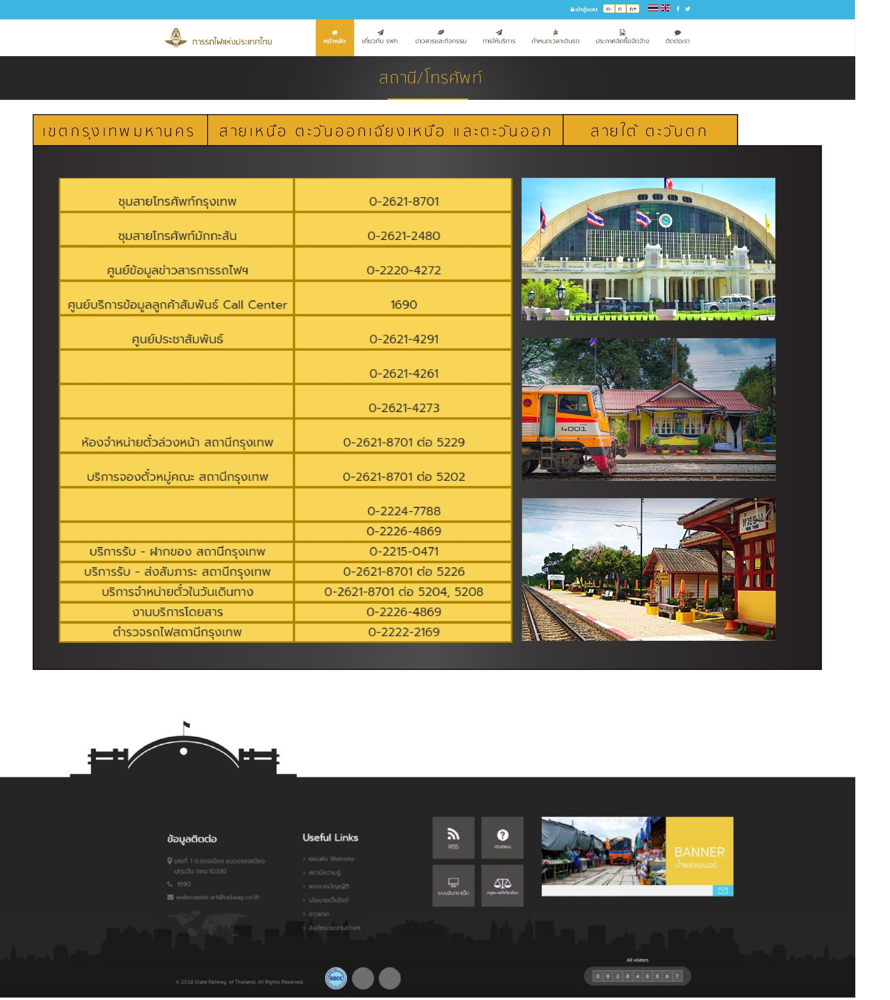 เข้าสู่ระบบ ก- ก ก+
การรถไฟแห่งประเทศไทย
หน้าหลัก เกี่ยวกับ รฟท. ข่าวสารและกิจกรรม การให้บริการ กำหนดเวลาเดินรถ ประกาศจัดซื้อจัดจ้าง ติดต่อเรา
สถานี/โทรศัพท์
เขตกรุงเทพมหานคร สายเหนือ ตะวันออกเฉียงเหนือ และตะวันออก สายใต้ ตะวันตก
ชุมสายโทรศัพท์กรุงเทพ 0-2621-8701
ชุมสายโทรศัพท์มักกะสัน 0-2621-2480
ศูนย์ข้อมูลข่าวสารการรถไฟฯ 0-2220-4272
ศูนย์บริการข้อมูลลูกค้าสัมพันธ์ Call Center 1690
ศูนย์ประชาสัมพันธ์ 0-2621-4291
0-2621-4261
0-2621-4273
ห้องจำหน่ายตั๋วล่วงหน้า สถานีกรุงเทพ 0-2621-8701 ต่อ 5229
บริการจองตั๋วหมู่คณะ สถานีกรุงเทพ 0-2621-8701 ต่อ 5202
0-2224-7788
0-2226-4869
บริการรับ - ฝากของ สถานีกรุงเทพ 0-2215-0471
บริการรับ - ส่งสัมภาระ สถานีกรุงเทพ 0-2621-8701 ต่อ 5226
บริการจำหน่ายตั๋วในวันเดินทาง 0-2621-8701 ต่อ 5204, 5208
งานบริการโดยสาร 0-2226-4869
ตำรวจรถไฟสถานีกรุงเทพ 0-2222-2169
4001
ห้วยยาง
HUAI YANG
ข้อมูลติดต่อ
เลขที่ 1 ถ.รองเมือง แขวงรองเมือง
ปทุมวัน กทม.10330
1690
webmaster.srt@railway.co.th
Useful Links
› แผนผัง Website
› สถานีความรู้
› พระราชบัญญัติ
› นโยบายเว็บไซต์
› ข่าวฝาก
› ลิงก์หน่วยงานต่างๆ
RSS
เสนอแนะ
ระบบอินทราเน็ต
กฎหมายที่เกี่ยวข้อง
BANNER
ป้ายแบนเนอร์
All visitors
© 2018 State Railway of Thailand, All Rights Reserved.
GECC
0 0 2 8 4 6 6 6 7